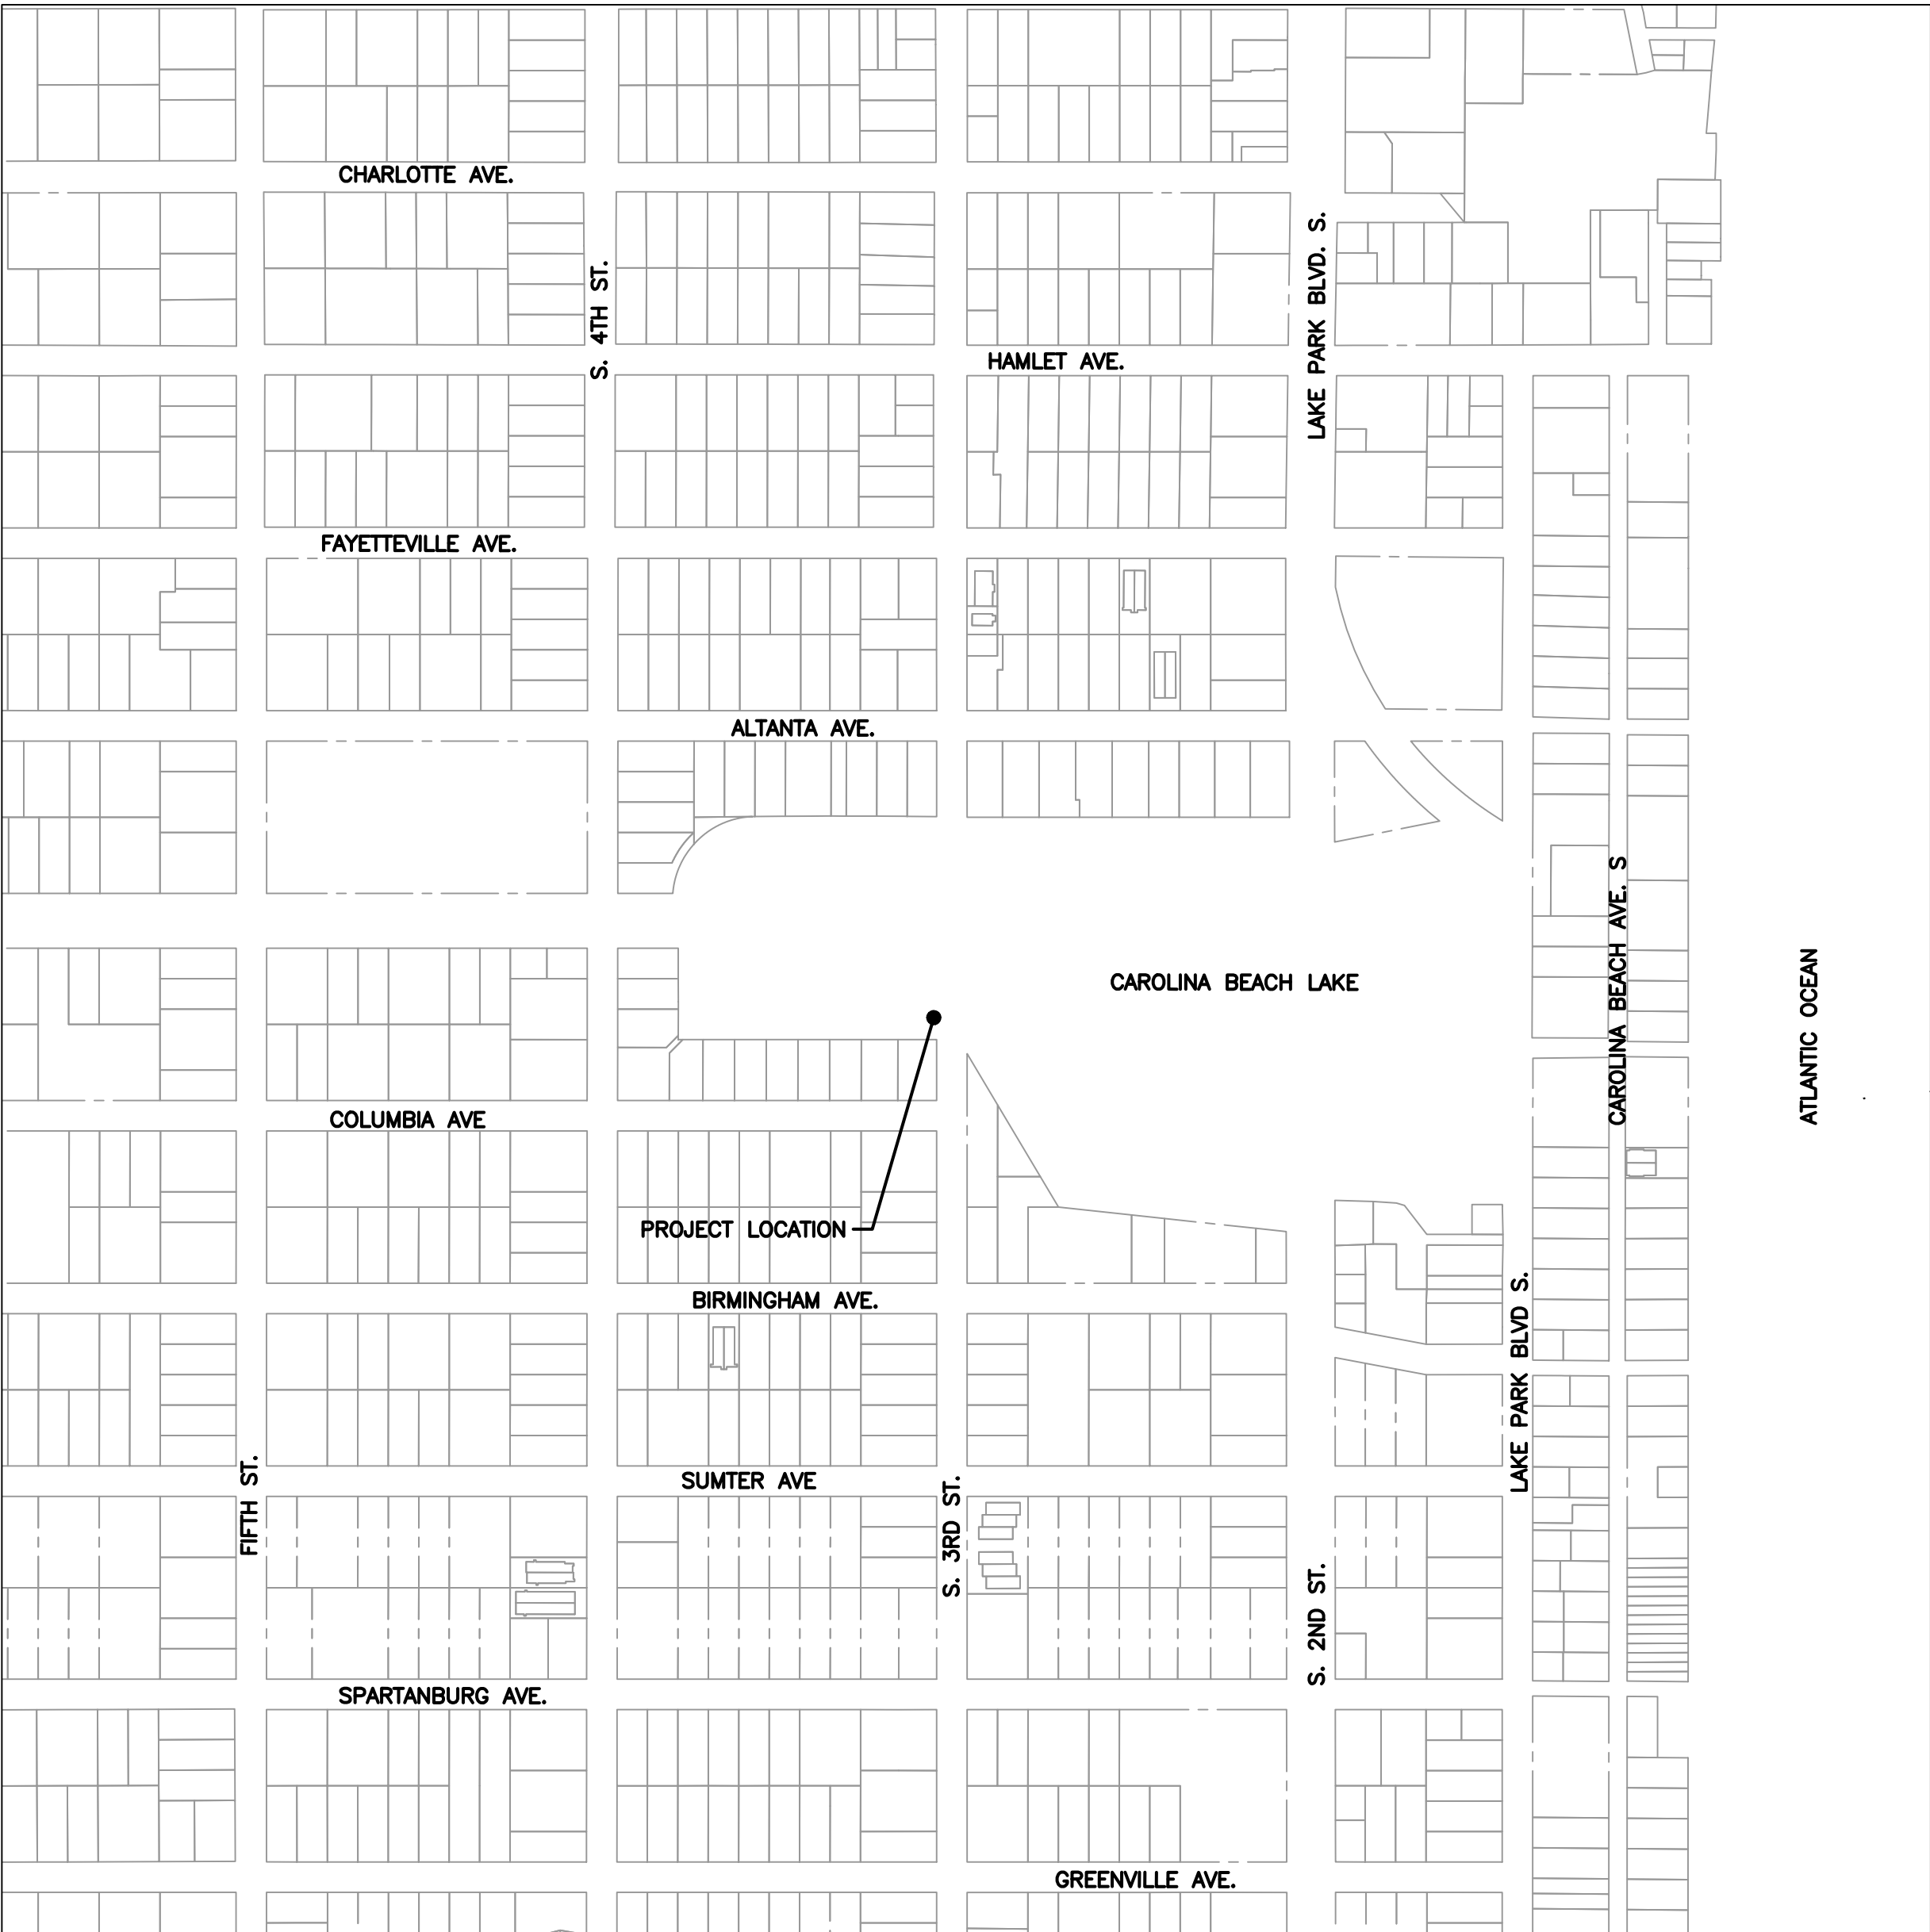 CHARLOTTE AVE.
S. 4TH ST.
LAKE PARK BLVD. S.
HAMLET AVE.
FAYETTEVILLE AVE.
ALTANTA AVE.
CAROLINA BEACH AVE. S
CAROLINA BEACH LAKE
ATLANTIC OCEAN
COLUMBIA AVE
PROJECT LOCATION
BIRMINGHAM AVE.
LAKE PARK BLVD S.
FIFTH ST.
SUMTER AVE
S. 3RD ST.
S. 2ND ST.
SPARTANBURG AVE.
GREENVILLE AVE.